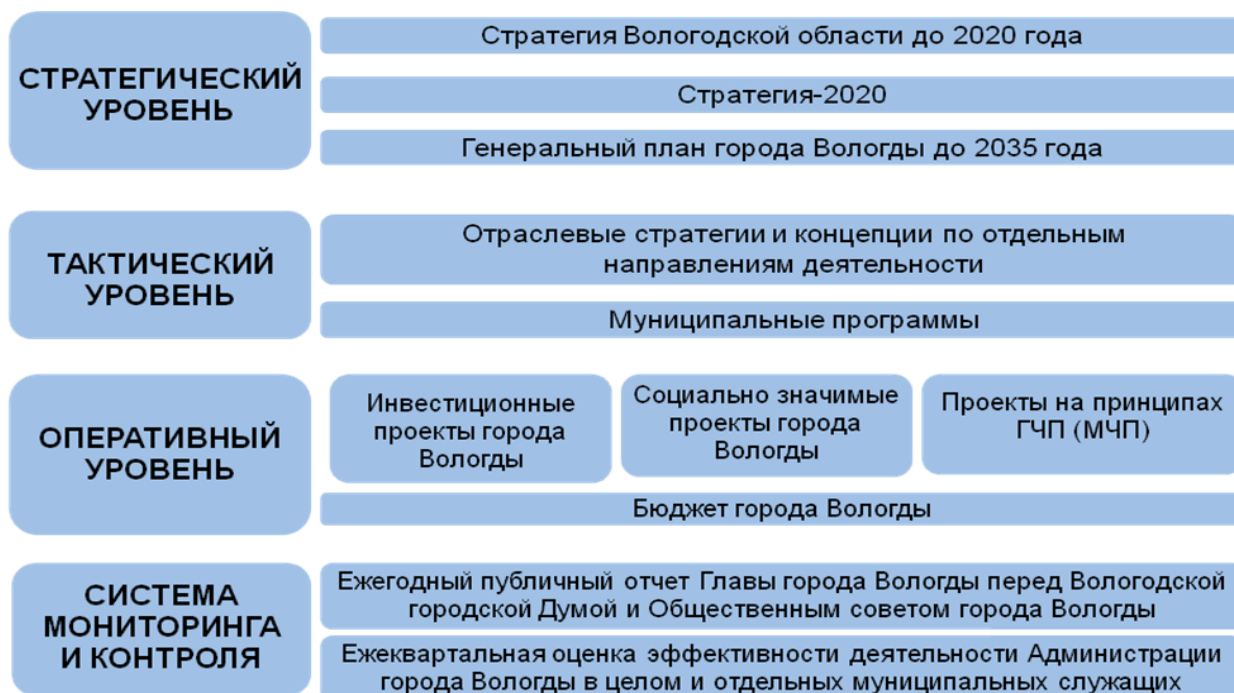 СТРАТЕГИЧЕСКИЙ
УРОВЕНЬ
Стратегия Вологодской области до 2020 года
Стратегия-2020
Генеральный план города Вологды до 2035 года
ТАКТИЧЕСКИЙ
УРОВЕНЬ
Отраслевые стратегии и концепции по отдельным
направлениям деятельности
Муниципальные программы
ОПЕРАТИВНЫЙ
УРОВЕНЬ
Инвестиционные
проекты города
Вологды
Социально значимые
проекты города
Вологды
Проекты на принципах
ГЧП (МЧП)
Бюджет города Вологды
СИСТЕМА
МОНИТОРИНГА
И КОНТРОЛЯ
Ежегодный публичный отчет Главы города Вологды перед Вологодской
городской Думой и Общественным советом города Вологды
Ежеквартальная оценка эффективности деятельности Администрации
города Вологды в целом и отдельных муниципальных служащих